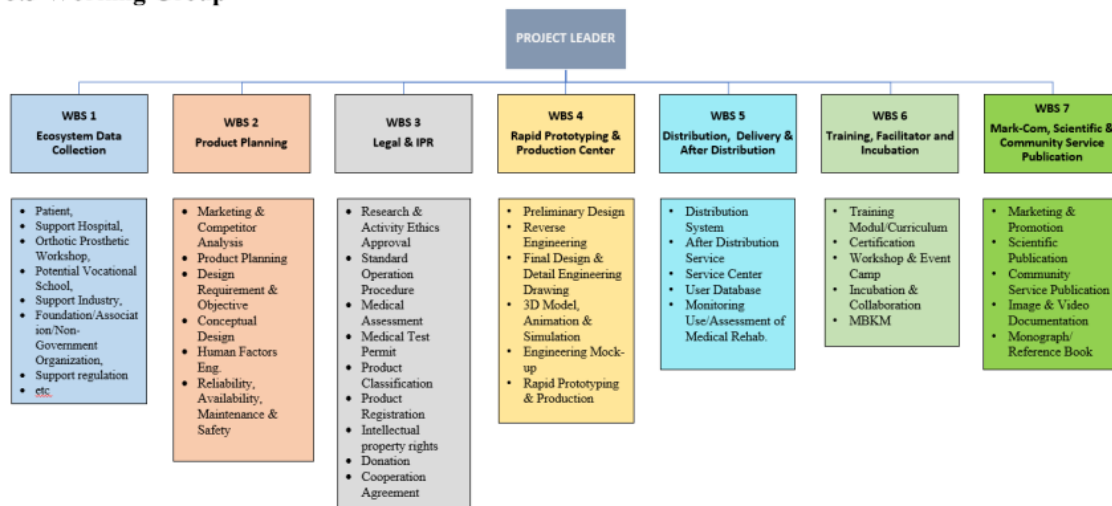 PROJECT LEADER
WBS 1
Ecosystem Data
Collection
WBS 2
Product Planning
WBS 3
Legal & IPR
WBS 4
Rapid Prototyping &
Production Center
WBS 5
Distribution, Delivery &
After Distribution
WBS 6
Training, Facilitator and
Incubation
WBS 7
Mark-Com, Scientific &
Community Service
Publication
• Patient,
• Support Hospital,
• Orthotic Prosthetic
Workshop,
• Potential Vocational
School,
• Support Industry,
• Foundation/Associat
ion/Non-
Government
Organization,
• Support regulation
• etc
• Marketing &
Competitor
Analysis
• Product Planning
• Design
Requirement &
Objective
• Conceptual
Design
• Human Factors
Eng.
• Reliability,
Availability,
Maintenance &
Safety
• Research &
Activity Ethics
Approval
• Standard
Operation
Procedure
• Medical
Assessment
• Medical Test
Permit
• Product
Classification
• Product
Registration
• Intellectual
property rights
• Donation
• Cooperation
Agreement
• Preliminary Design
• Reverse
Engineering
• Final Design &
Detail Engineering
Drawing
• 3D Model,
Animation &
Simulation
• Engineering Mock-
up
• Rapid Prototyping
& Production
• Distribution
System
• After Distribution
Service
• Service Center
• User Database
• Monitoring
Use/Assessment of
Medical Rehab.
• Training
Modul/Curriculum
• Certification
• Workshop & Event
Camp
• Incubation &
Collaboration
• MBKM
• Marketing &
Promotion
• Scientific
Publication
• Community
Service Publication
• Image & Video
Documentation
• Monograph/
Reference Book